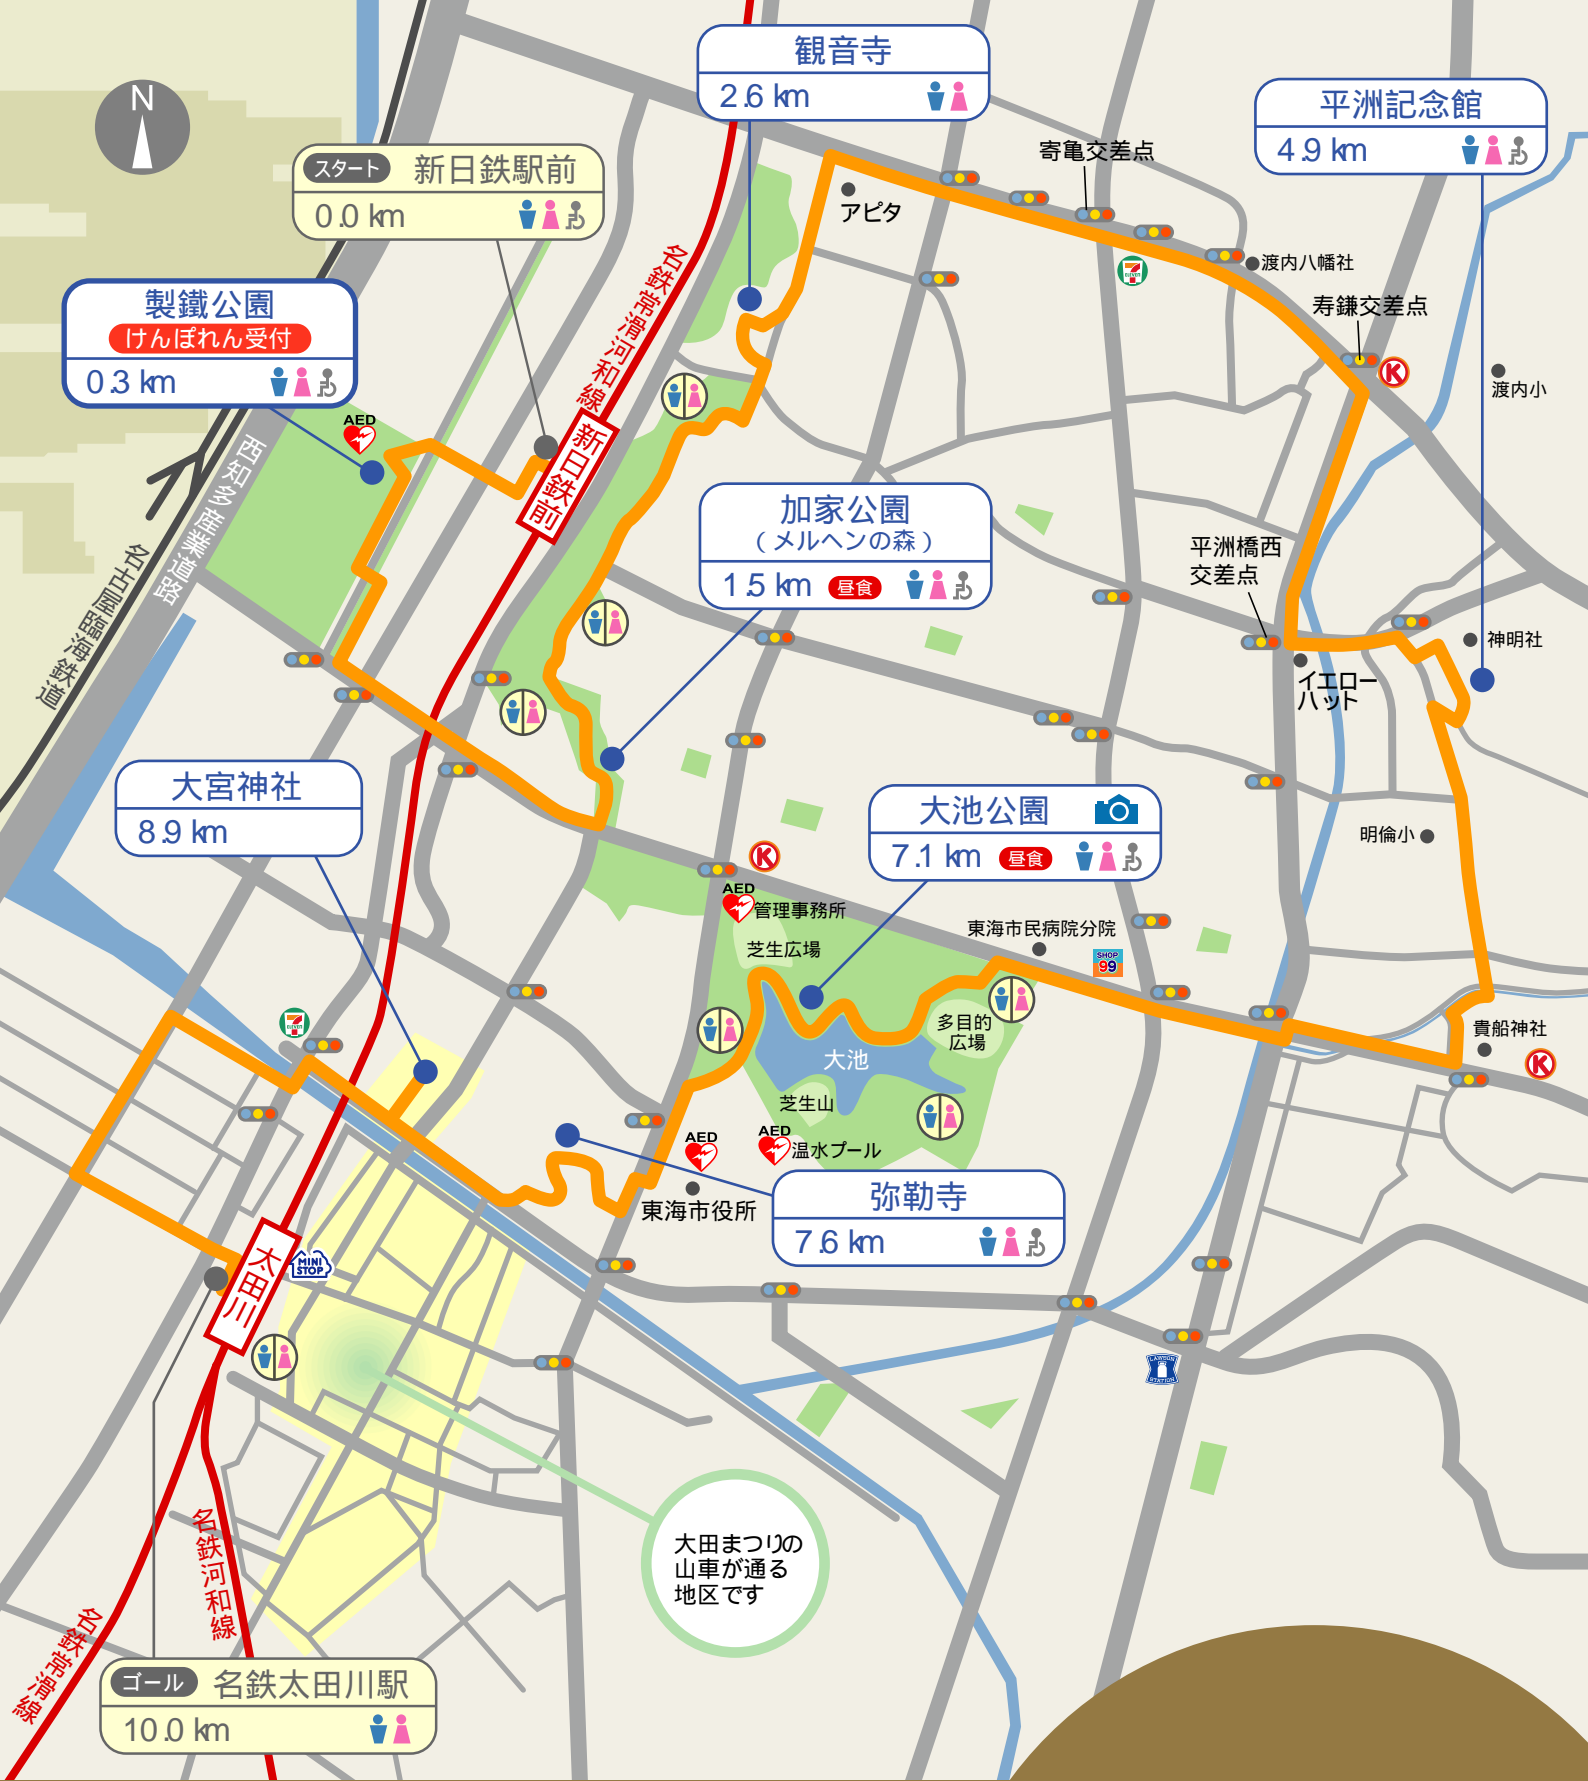 観音寺
2.6 km
平洲記念館
4.9 km
N
スタート 新日鉄駅前
0.0 km
寄亀交差点
アピタ
渡内八幡社
7 ELEVEN
製鐵公園
けんぽれん受付
0.3 km
名鉄常滑河和線
寿鎌交差点
K
渡内小
AED
新日鉄前
西知多産業道路
名古屋臨海鉄道
加家公園
(メルヘンの森)
1.5 km 昼食
平洲橋西
交差点
神明社
イエロー
ハット
大宮神社
8.9 km
大池公園
7.1 km 昼食
明倫小
K
AED
管理事務所
芝生広場
東海市民病院分院
SHOP
99
多目的
広場
大池
芝生山
7 ELEVEN
貴船神社
K
AED
AED
温水プール
東海市役所
弥勒寺
7.6 km
太田川
MINI
STOP
LAWSON
STATION
大田まつりの
山車が通る
地区です
名鉄河和線
名鉄常滑線
ゴール 名鉄太田川駅
10.0 km